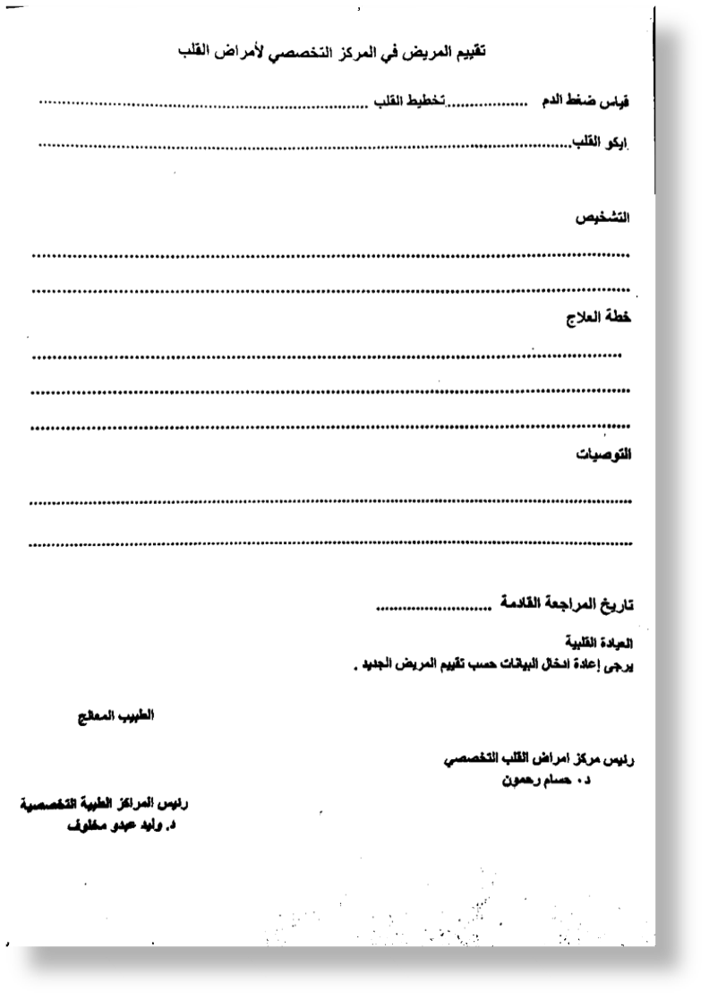 تقييم المريض في المركز التخصصي لأمراض القلب
قياس ضغط الدم ..................تخطيط القلب ..........................................................
ايكو القلب..............................................................................................
التشخيص
..........................................................................................................
..........................................................................................................
خطة العلاج
.........................................................................................................
..........................................................................................................
..........................................................................................................
التوصيات
..........................................................................................................
..........................................................................................................
تاريخ المراجعة القادمة ..........................
العيادة القلبية
يرجى إعادة ادخال البيانات حسب تقييم المريض الجديد .
الطبيب المعالج
رئيس مركز امراض القلب التخصصي
د. حسام رحمون
رئيس المراكز الطبية التخصصية
د. وليد عبدو مخلوف